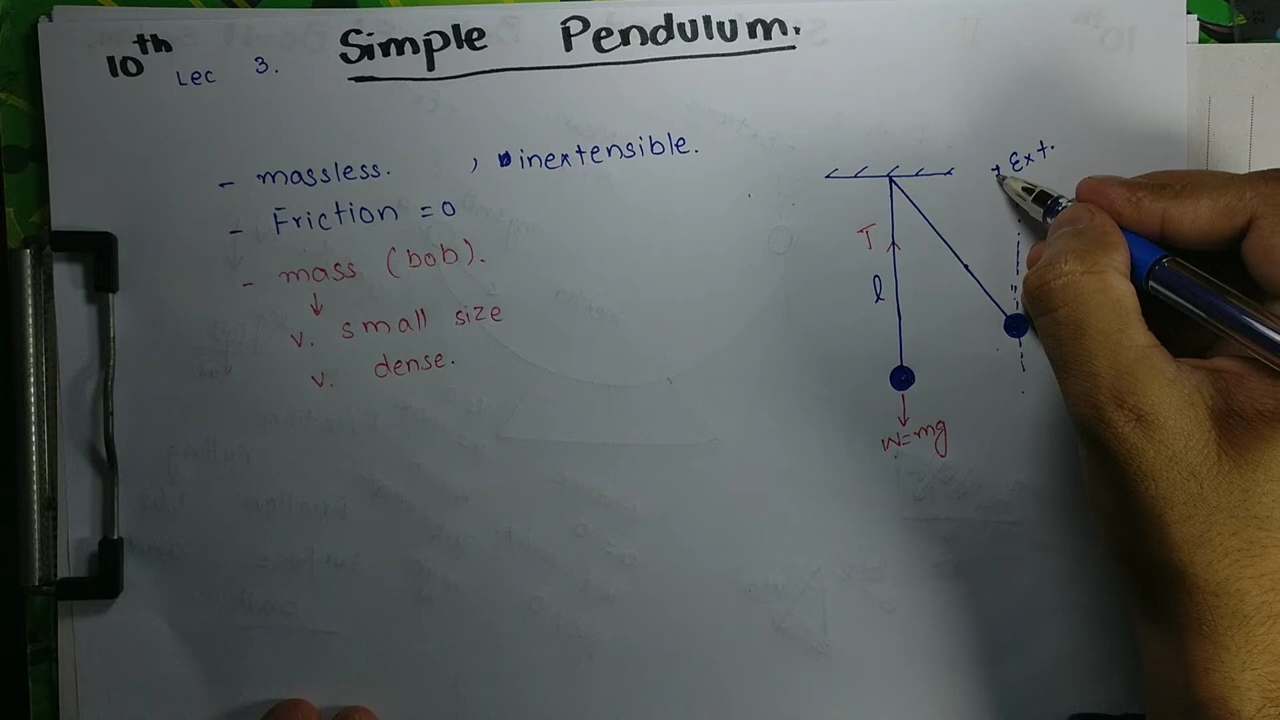 10th Lec 3. Simple Pendulum.
- massless. , inextensible.
- Friction = 0
- mass (bob).
↓
v. small size
v. dense.
+ Ext.
T
l
W=mg